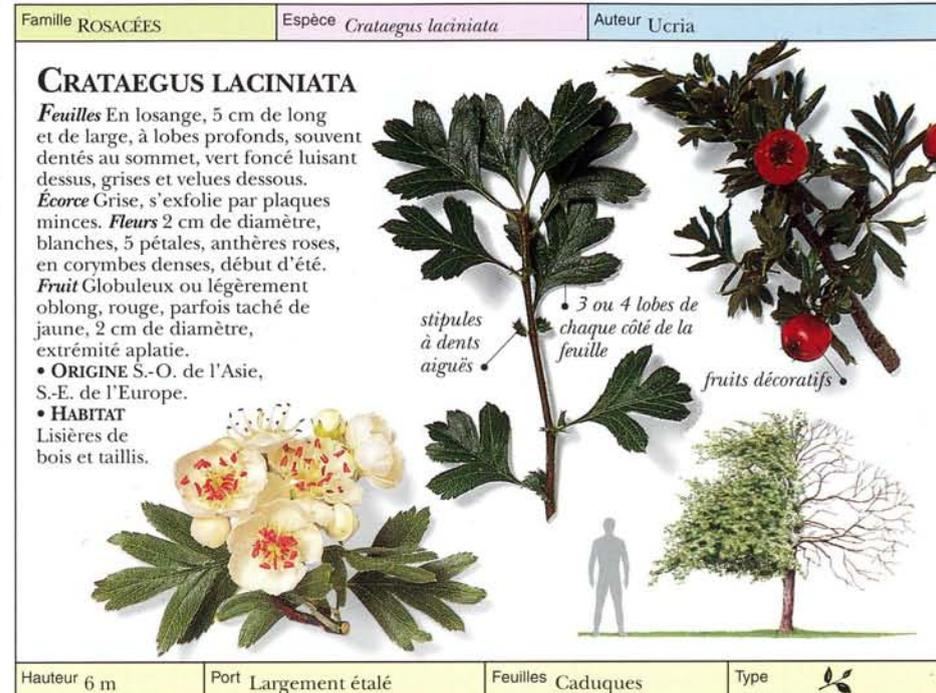 Famille ROSACÉES
Espèce Crataegus laciniata
Auteur Ucria
CRATAEGUS LACINIATA
Feuilles En losange, 5 cm de long
et de large, à lobes profonds, souvent
dentés au sommet, vert foncé luisant
dessus, grises et velues dessous.
Écorce Grise, s'exfolie par plaques
minces. Fleurs 2 cm de diamètre,
blanches, 5 pétales, anthères roses,
en corymbes denses, début d'été.
Fruit Globuleux ou légèrement
oblong, rouge, parfois taché de
jaune, 2 cm de diamètre,
extrémité aplatie.
• ORIGINE S.-O. de l'Asie,
S.-E. de l'Europe.
• HABITAT
Lisières de
bois et taillis.
stipules
à dents
aiguës
3 ou 4 lobes de
chaque côté de la
feuille
fruits décoratifs
Hauteur 6 m
Port Largement étalé
Feuilles Caduques
Type